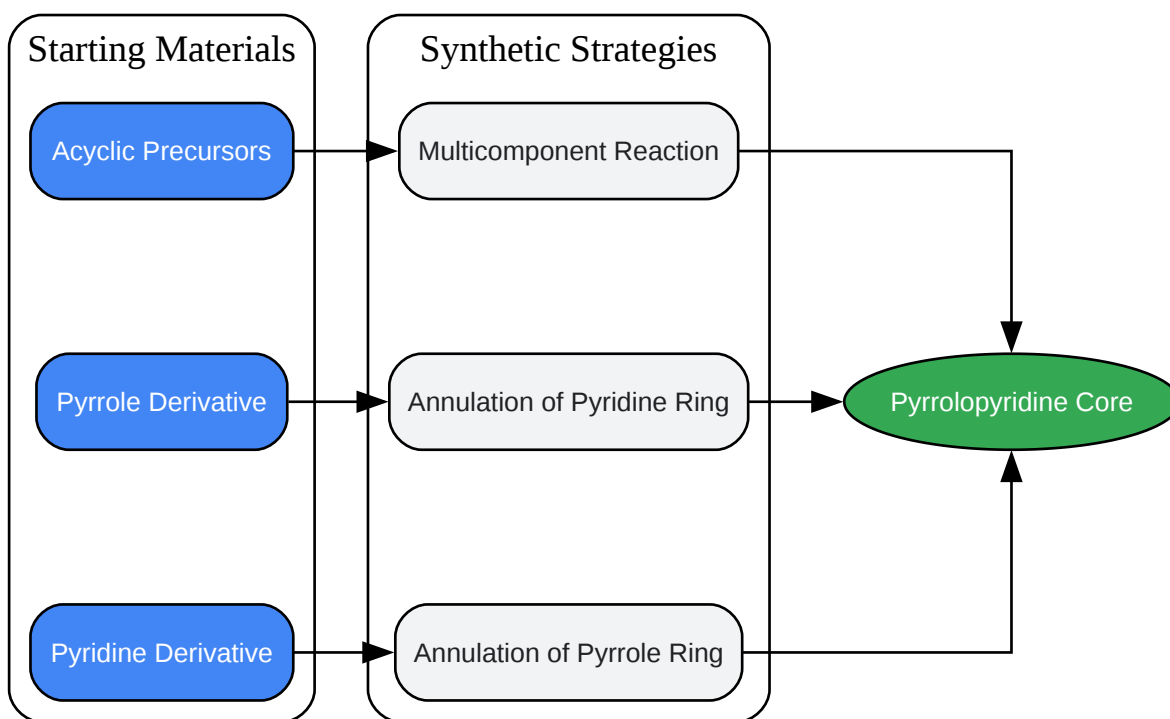 Starting Materials
Synthetic Strategies
Acyclic Precursors
Multicomponent Reaction
Pyrrole Derivative
Annulation of Pyridine Ring
Pyrrolopyridine Core
Pyridine Derivative
Annulation of Pyrrole Ring